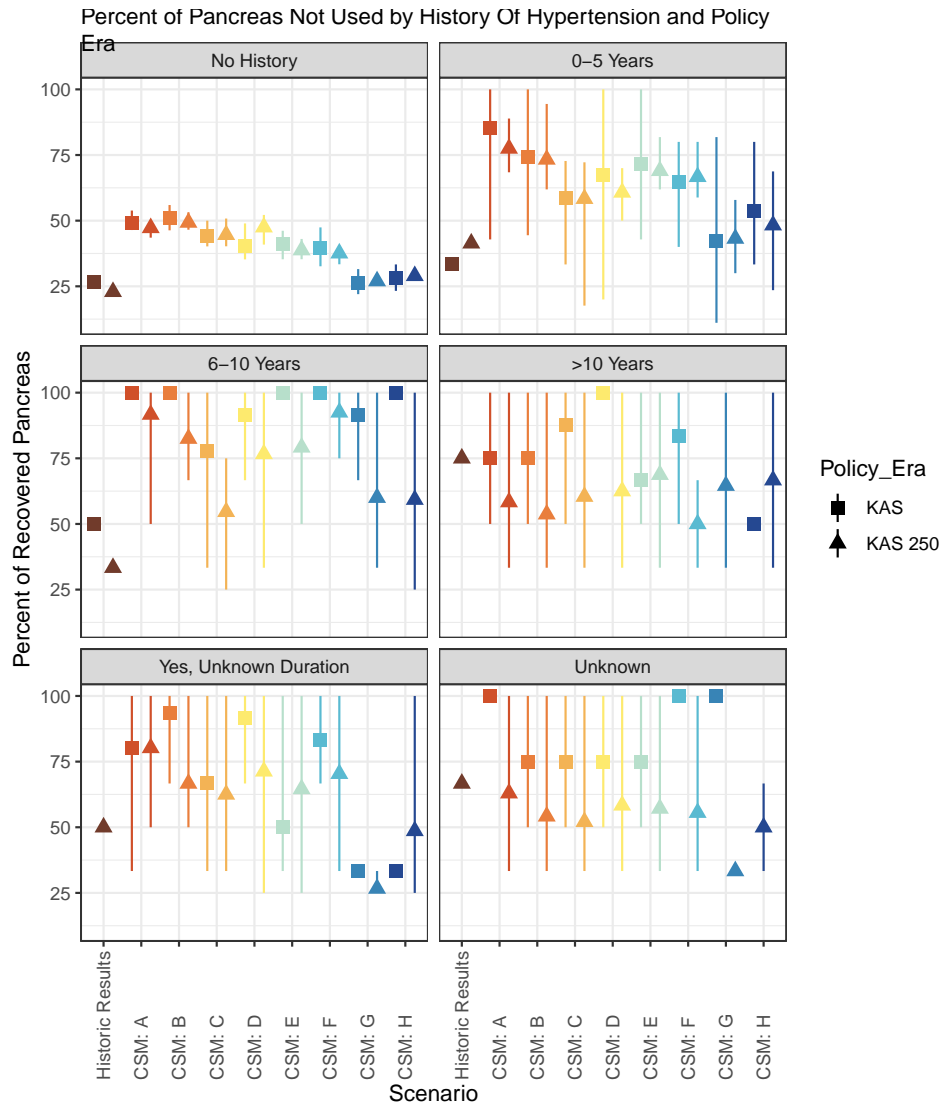 Percent of Pancreas Not Used by History Of Hypertension and Policy
Era
No History
0–5 Years
100
75
50
25
6–10 Years
>10 Years
100
75
50
25
Yes, Unknown Duration
Unknown
100
75
50
25
Percent of Recovered Pancreas
Historic Results
CSM: A
CSM: B
CSM: C
CSM: D
CSM: E
CSM: F
CSM: G
CSM: H
Historic Results
CSM: A
CSM: B
CSM: C
CSM: D
CSM: E
CSM: F
CSM: G
CSM: H
Scenario
Policy_Era
KAS
KAS 250